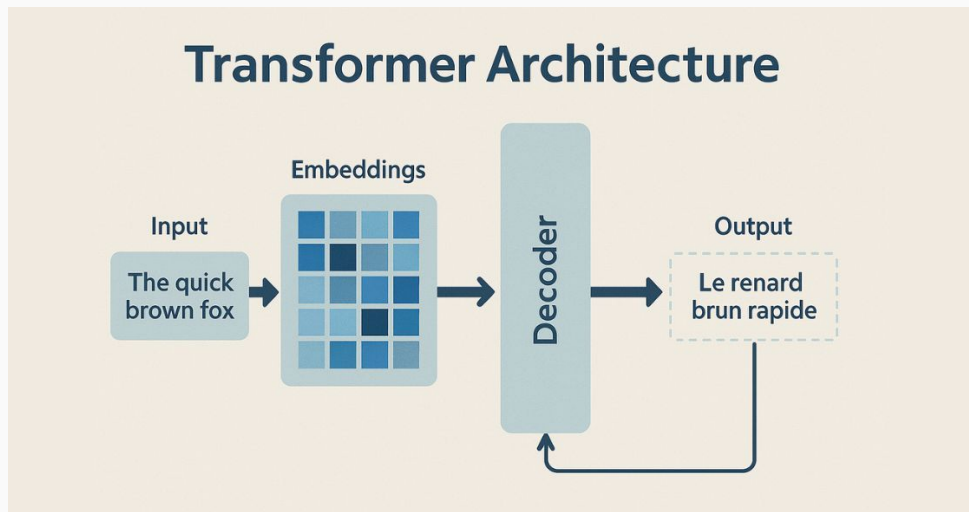 Transformer Architecture
Embeddings
Input
The quick
brown fox
Decoder
Output
Le renard
brun rapide